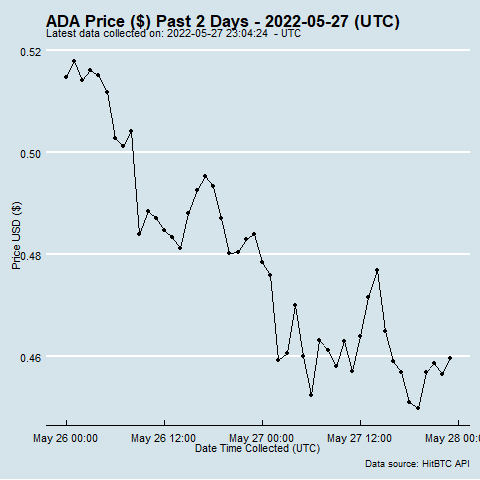 ADA Price ($) Past 2 Days - 2022-05-27 (UTC)
Latest data collected on: 2022-05-27 23:04:24 - UTC
0.52
0.50
0.48
0.46
Price USD ($)
May 26 00:00
May 26 12:00
May 27 00:00
May 27 12:00
May 28 00:
Date Time Collected (UTC)
Data source: HitBTC API